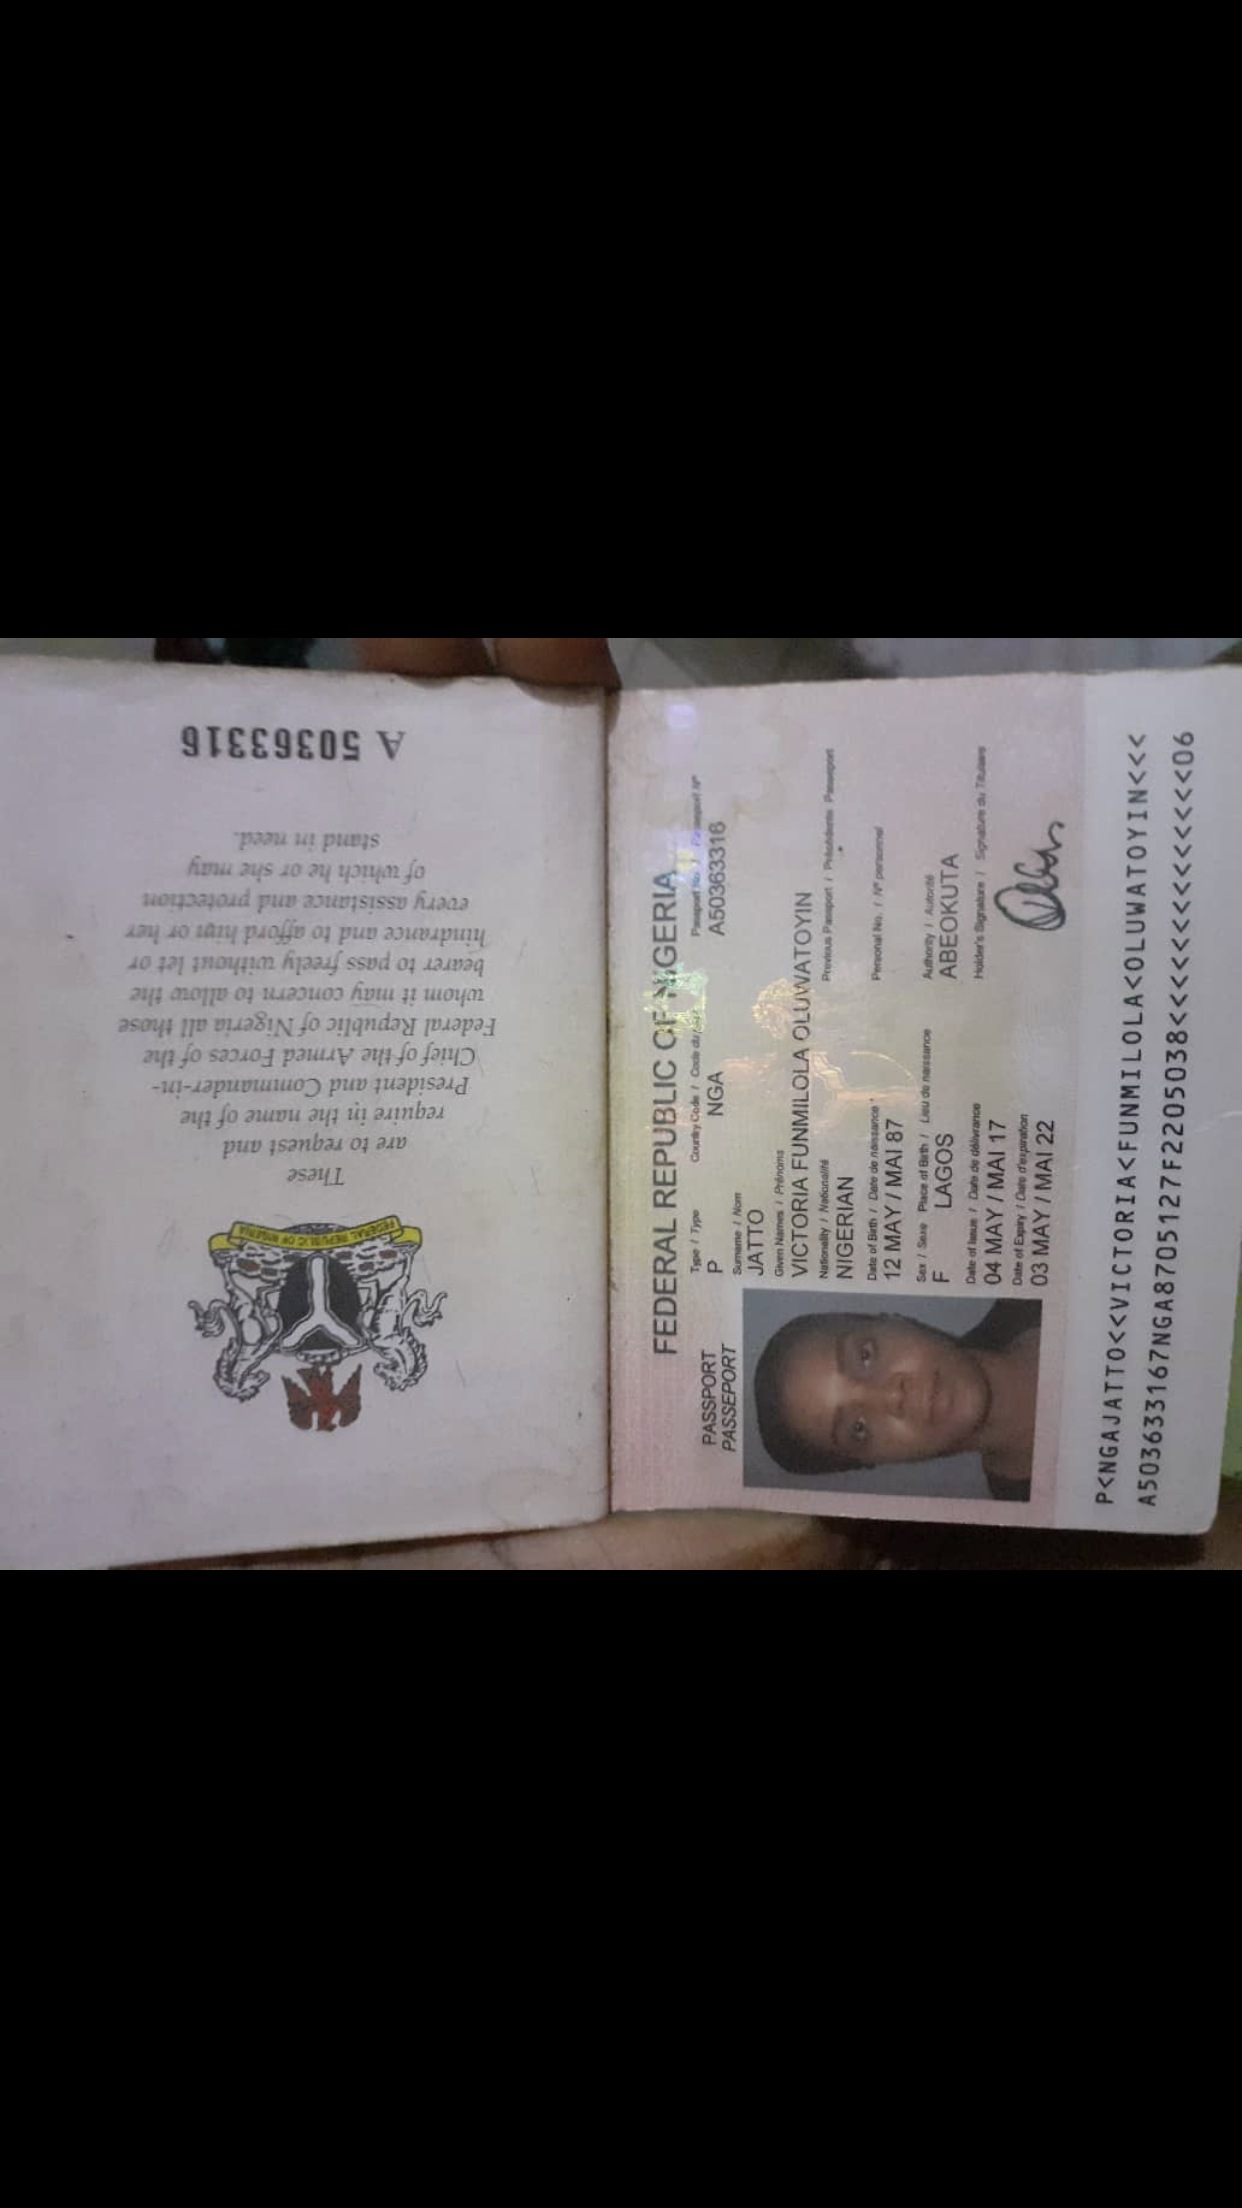 A 50363316
These
are to request and
require in the name of the
President and Commander-in-
Chief of the Armed Forces of the
Federal Republic of Nigeria all those
whom it may concern to allow the
bearer to pass freely without let or
hindrance and to afford him or her
every assistance and protection
of which he or she may
stand in need.
FEDERAL REPUBLIC OF NIGERIA
FEDERAL REPUBLIC OF NIGERIA
PASSPORT
PASSEPORT
Type / Type
P
Country Code / Code du
NGA
Passport No. / Passeport N°
A50363316
Surname / Nom
JATTO
Given Names / Prénoms
VICTORIA FUNMILOLA OLUWATOYIN
Nationality / Nationalité
NIGERIAN
Previous Passport / Précédents Passeport
Date of Birth / Date de naissance
12 MAY / MAI 87
Personal No. / N° personnel
Sex / Sexe
F
Place of Birth / Lieu de naissance
LAGOS
Authority / Autorité
ABEOKUTA
Date of Issue / Date de délivrance
04 MAY / MAI 17
Holder's Signature / Signature du Titulaire
Date of Expiry / Date d'expiration
03 MAY / MAI 22
P<NGAJATTO<<VICTORIA<FUNMILOLA<OLUWATOYIN<<<
A503633167NGA8705127F2205038<<<<<<<<<<<<<<06